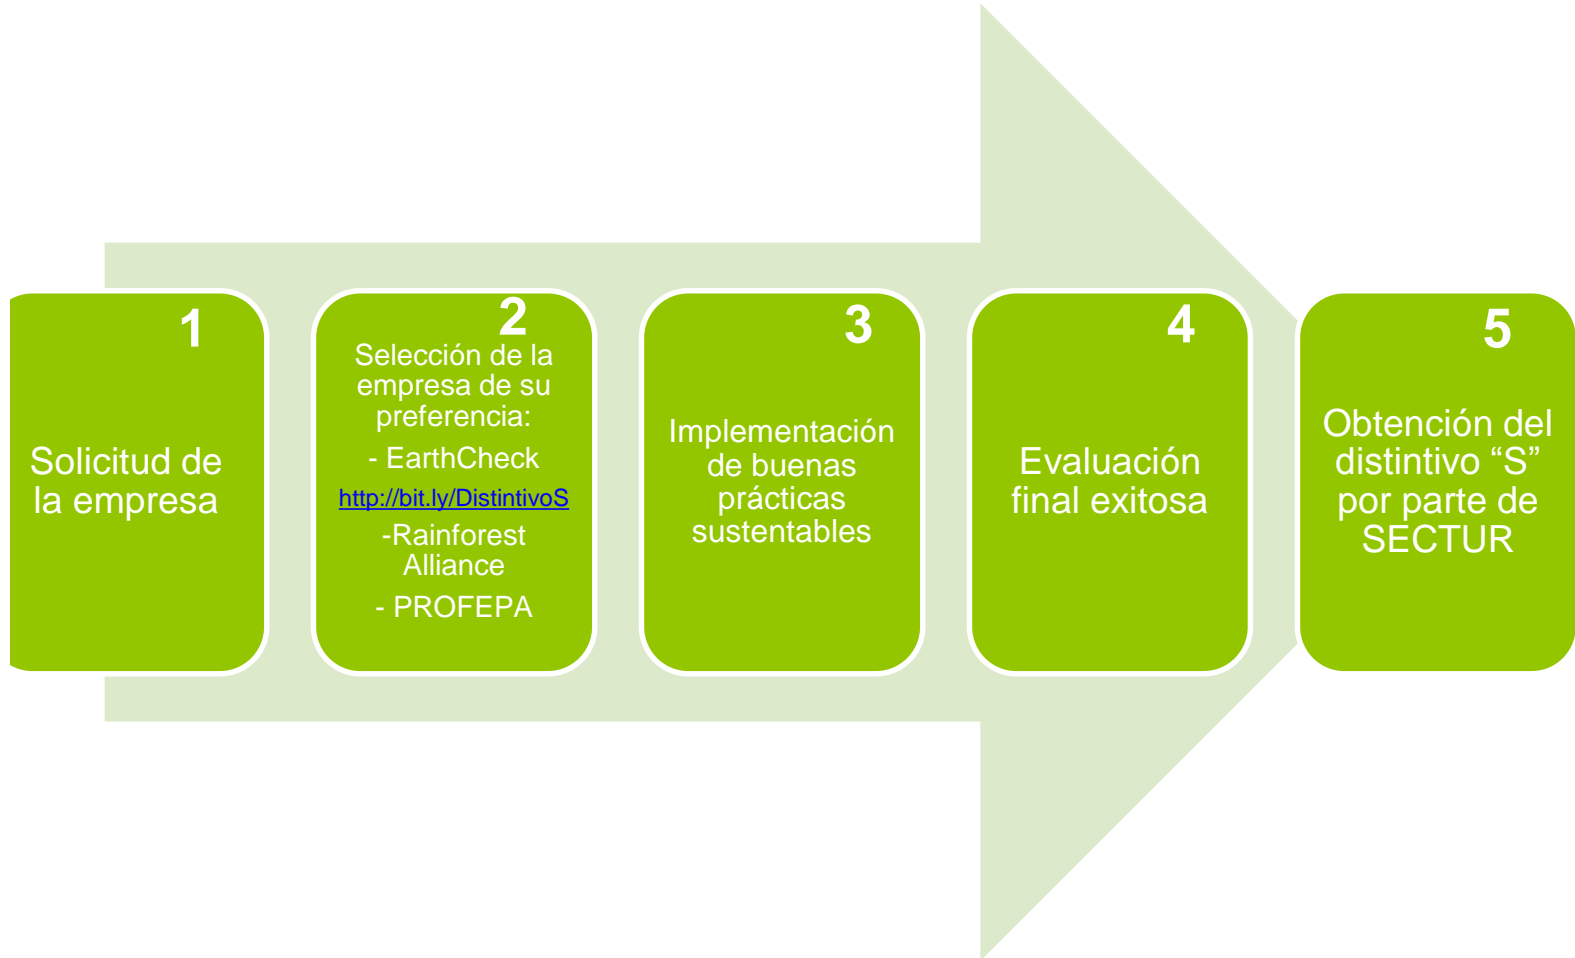 1
Solicitud de
la empresa
2
Selección de la
empresa de su
preferencia:
- EarthCheck
http://bit.ly/DistintivoS
-Rainforest
Alliance
- PROFEPA
3
Implementación
de buenas
prácticas
sustentables
4
Evaluación
final exitosa
5
Obtención del
distintivo “S”
por parte de
SECTUR